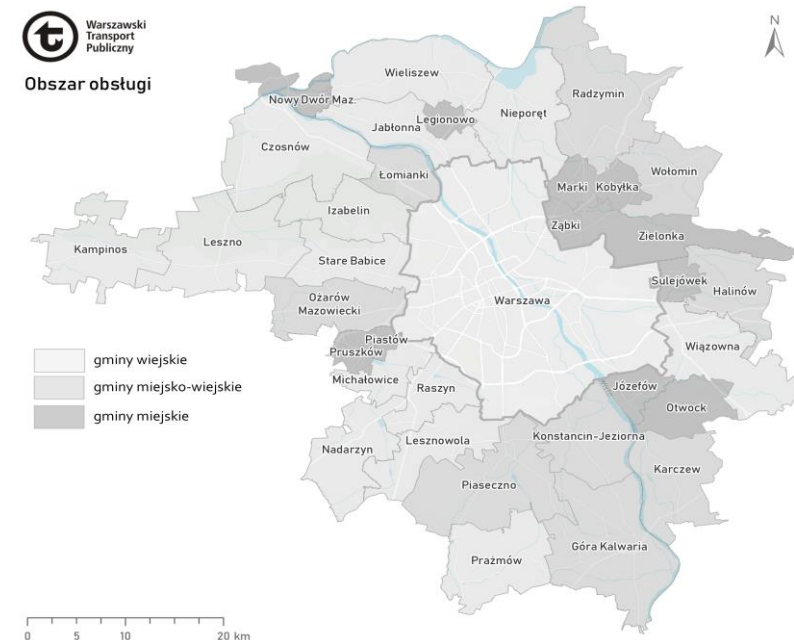 Warszawski
Transport
Publiczny
Obszar obsługi
N
Wieliszew
Radzymin
Nowy Dwór Maz.
Nieporęt
Legionowo
Jabłonna
Czosnów
Wołomin
Łomianki
Marki
Kobyłka
Izabelin
Ząbki
Zielonka
Leszno
Kampinos
Stare Babice
Sulejówek
Halinów
Ożarów
Mazowiecki
Warszawa
Piastów
Wiązowna
Pruszków
gminy wiejskie
Michałowice
Raszyn
Józefów
gminy miejsko-wiejskie
Otwock
gminy miejskie
Lesznowola
Konstancin-Jeziorna
Nadarzyn
Karczew
Piaseczno
Góra Kalwaria
Prażmów
0 5 10 20 km